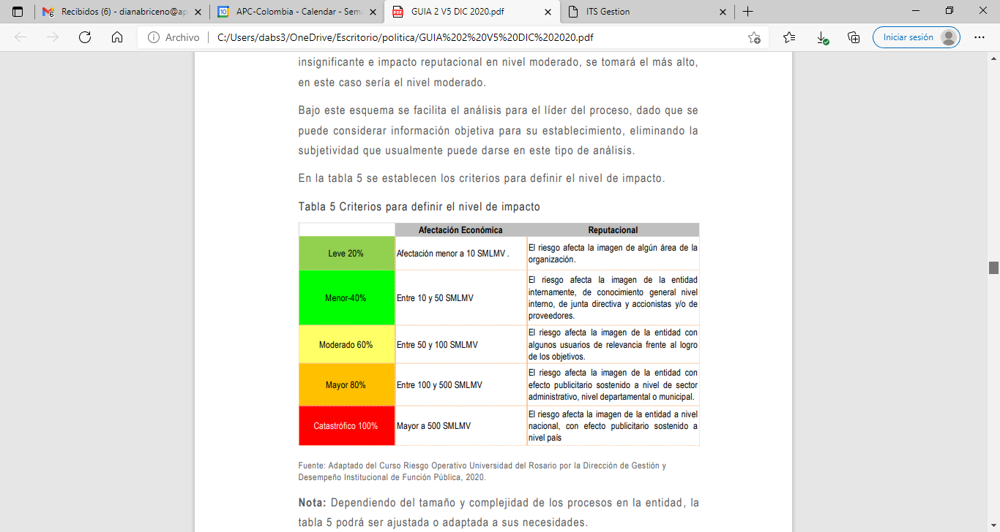 Recibidos (6) - dianabriceno@ap
APC-Colombia - Calendar - Sema
GUIA 2 V5 DIC 2020.pdf
ITS Gestion
Archivo
C:/Users/dabs3/OneDrive/Escritorio/politica/GUIA%202%20V5%20DIC%202020.pdf
Iniciar sesión
insignificante e impacto reputacional en nivel moderado, se tomará el más alto,
en este caso sería el nivel moderado.
Bajo este esquema se facilita el análisis para el líder del proceso, dado que se
puede considerar información objetiva para su establecimiento, eliminando la
subjetividad que usualmente puede darse en este tipo de análisis.
En la tabla 5 se establecen los criterios para definir el nivel de impacto.
Tabla 5 Criterios para definir el nivel de impacto
Afectación Económica
Reputacional
Leve 20%
Afectación menor a 10 SMLMV .
El riesgo afecta la imagen de algún área de la
organización.
Menor-40%
Entre 10 y 50 SMLMV
El riesgo afecta la imagen de la entidad
internamente, de conocimiento general nivel
interno, de junta directiva y accionistas y/o de
proveedores.
Moderado 60%
Entre 50 y 100 SMLMV
El riesgo afecta la imagen de la entidad con
algunos usuarios de relevancia frente al logro
de los objetivos.
Mayor 80%
Entre 100 y 500 SMLMV
El riesgo afecta la imagen de la entidad con
efecto publicitario sostenido a nivel de sector
administrativo, nivel departamental o municipal.
Catastrófico 100%
Mayor a 500 SMLMV
El riesgo afecta la imagen de la entidad a nivel
nacional, con efecto publicitario sostenido a
nivel país
Fuente: Adaptado del Curso Riesgo Operativo Universidad del Rosario por la Dirección de Gestión y
Desempeño Institucional de Función Pública, 2020.
Nota: Dependiendo del tamaño y complejidad de los procesos en la entidad, la
tabla 5 podrá ser ajustada o adaptada a sus necesidades.